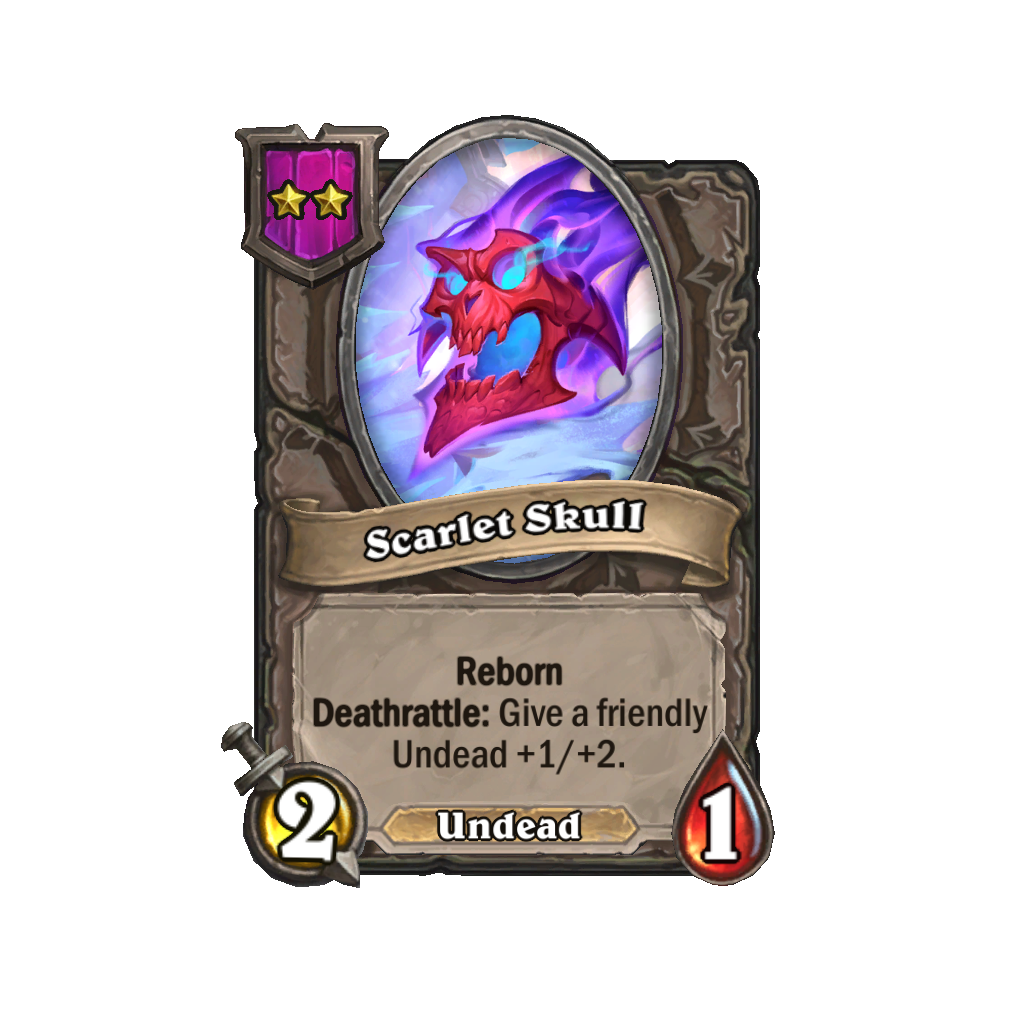 Scarlet Skull
Reborn
Deathrattle: Give a friendly
Undead +1/+2.
2
Undead
1